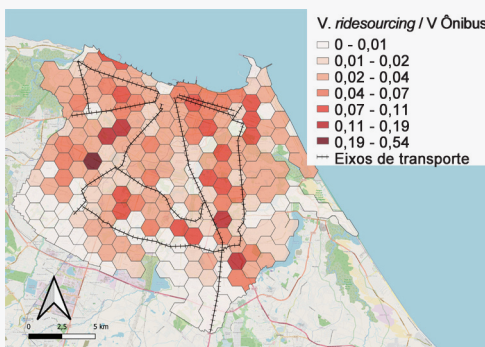 V. ridesourcing / V Ônibus
0 - 0,01
0,01 - 0,02
0,02 - 0,04
0,04 - 0,07
0,07 - 0,11
0,11 - 0,19
0,19 - 0,54
Eixos de transporte
0 2,5 5 km